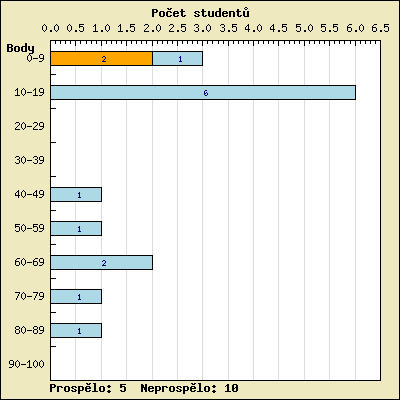 Počet studentů
0.0 0.5 1.0 1.5 2.0 2.5 3.0 3.5 4.0 4.5 5.0 5.5 6.0 6.5
Body
0-9 2 1
10-19 6
20-29
30-39
40-49 1
50-59 1
60-69 2
70-79 1
80-89 1
90-100
Prospělo: 5 Neprospělo: 10